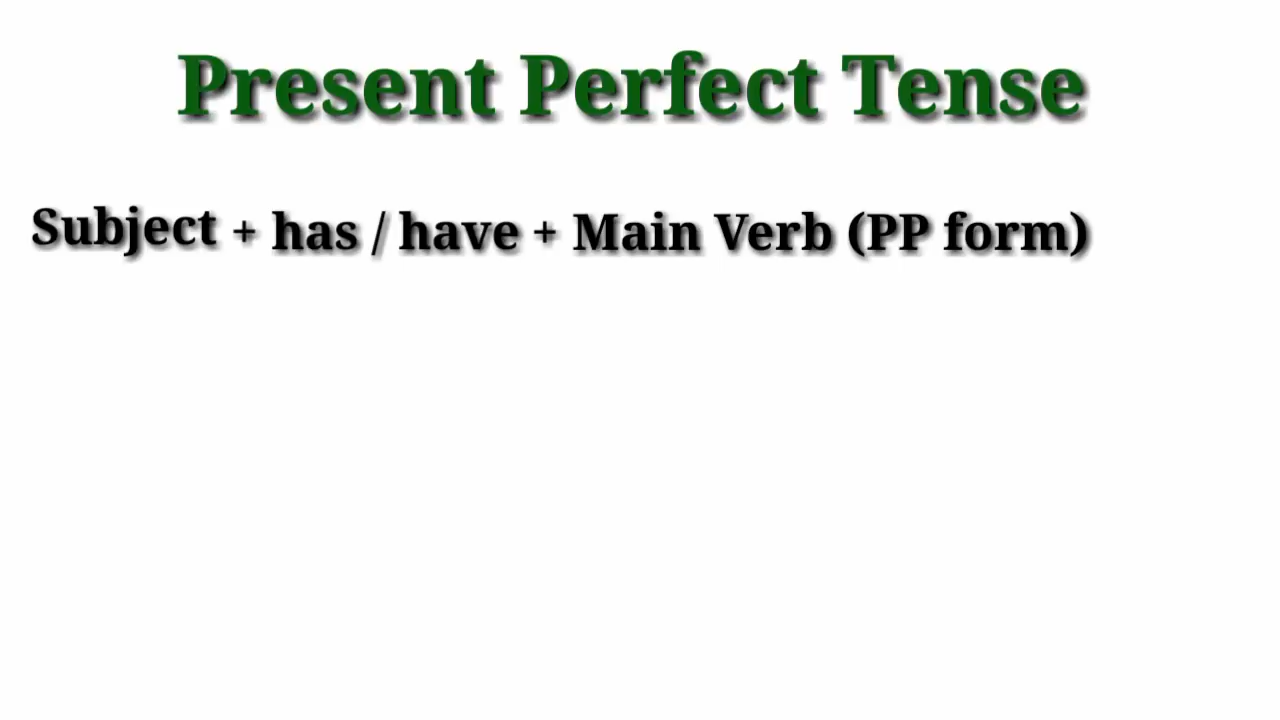 Present Perfect Tense
Subject + has / have + Main Verb (PP form)